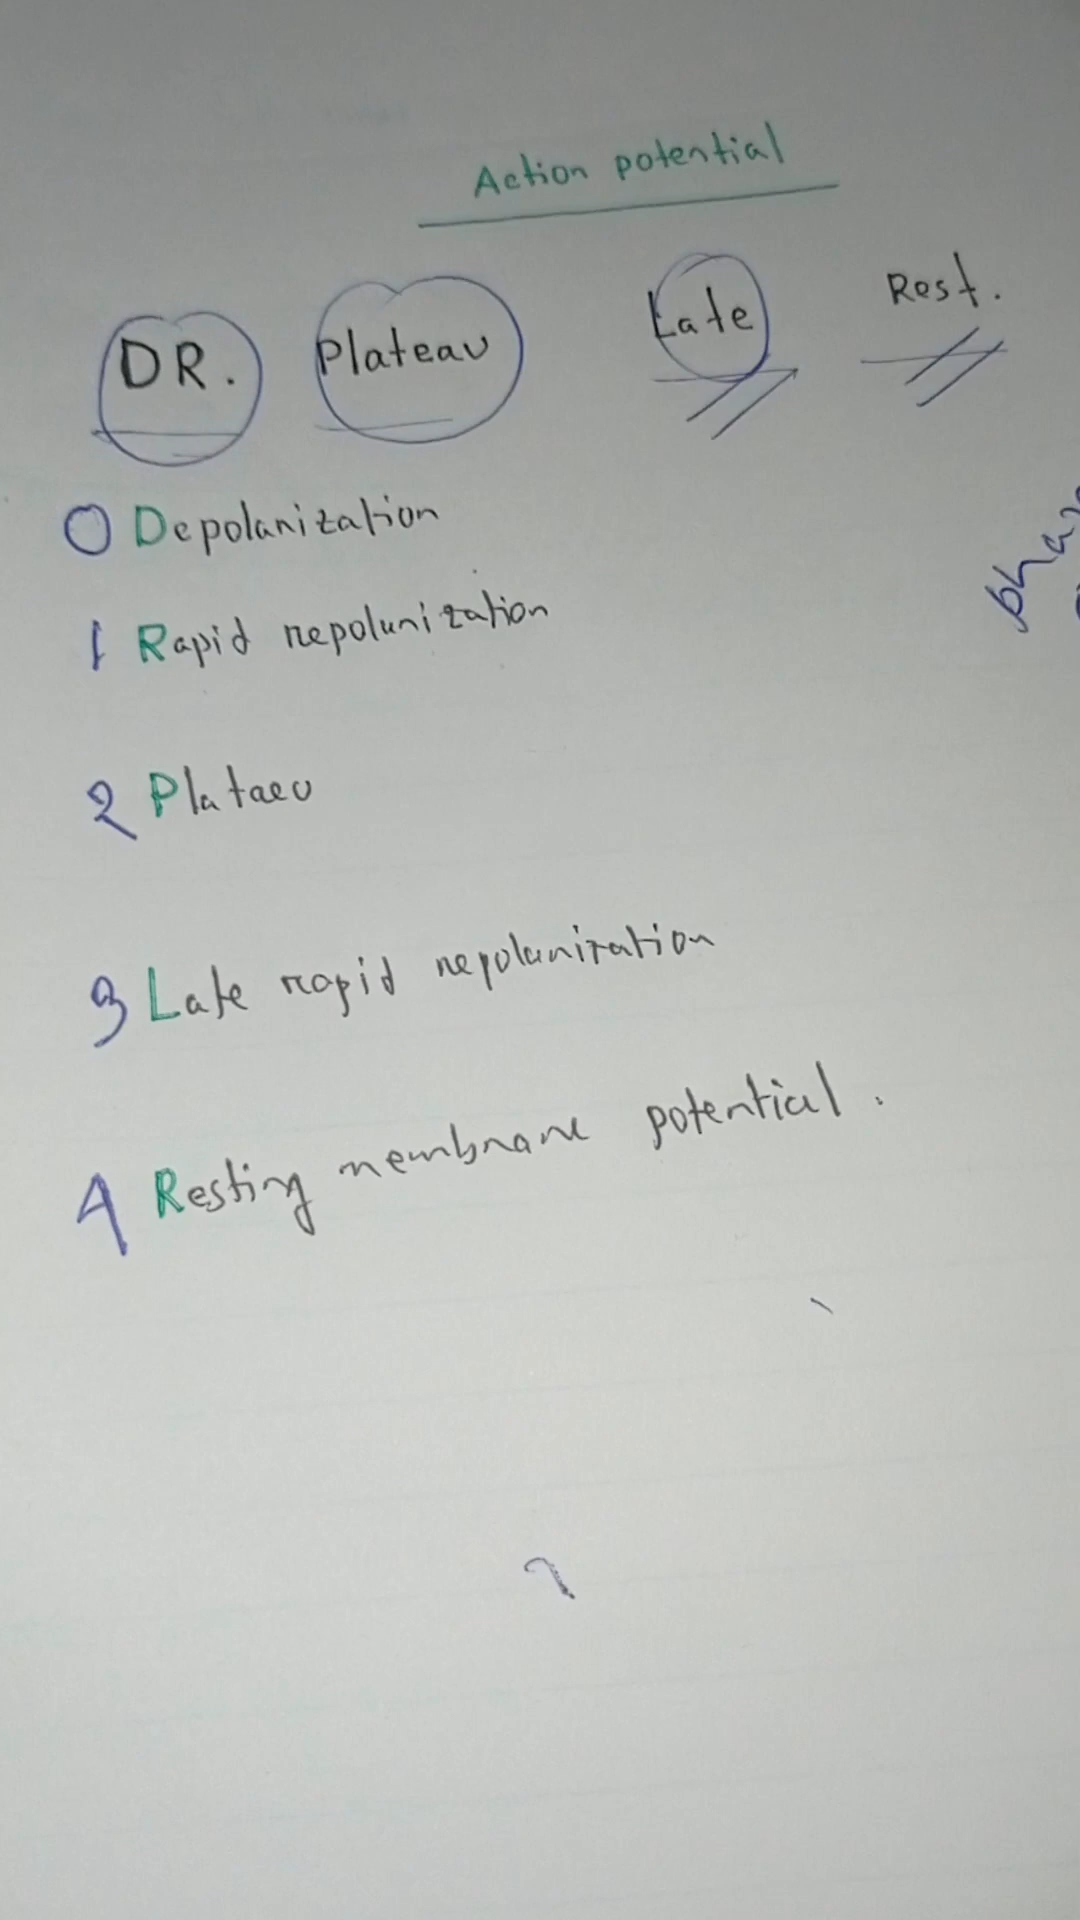 Action potential
DR. Plateau Late Rest.
0 Depolarization
1 Rapid repolarization
2 Plataeu
3 Late rapid repolarization
4 Resting membrane potential.